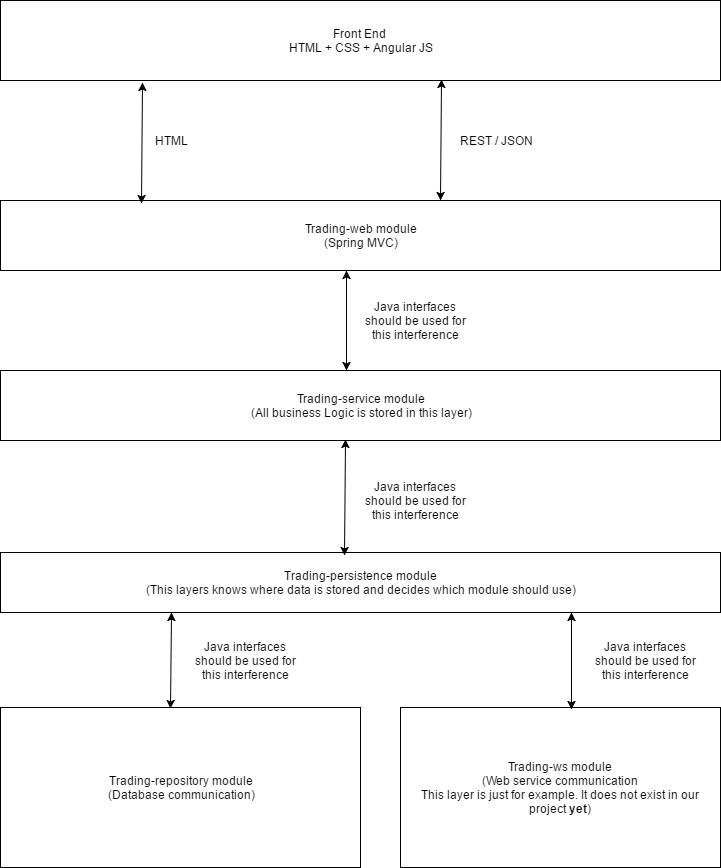 Front End
HTML + CSS + Angular JS
HTML
REST / JSON
Trading-web module
(Spring MVC)
Java interfaces
should be used for
this interference
Trading-service module
(All business Logic is stored in this layer)
Java interfaces
should be used for
this interference
Trading-persistence module
(This layers knows where data is stored and decides which module should use)
Java interfaces
should be used for
this interference
Java interfaces
should be used for
this interference
Trading-repository module
(Database communication)
Trading-ws module
(Web service communication
This layer is just for example. It does not exist in our
project yet)